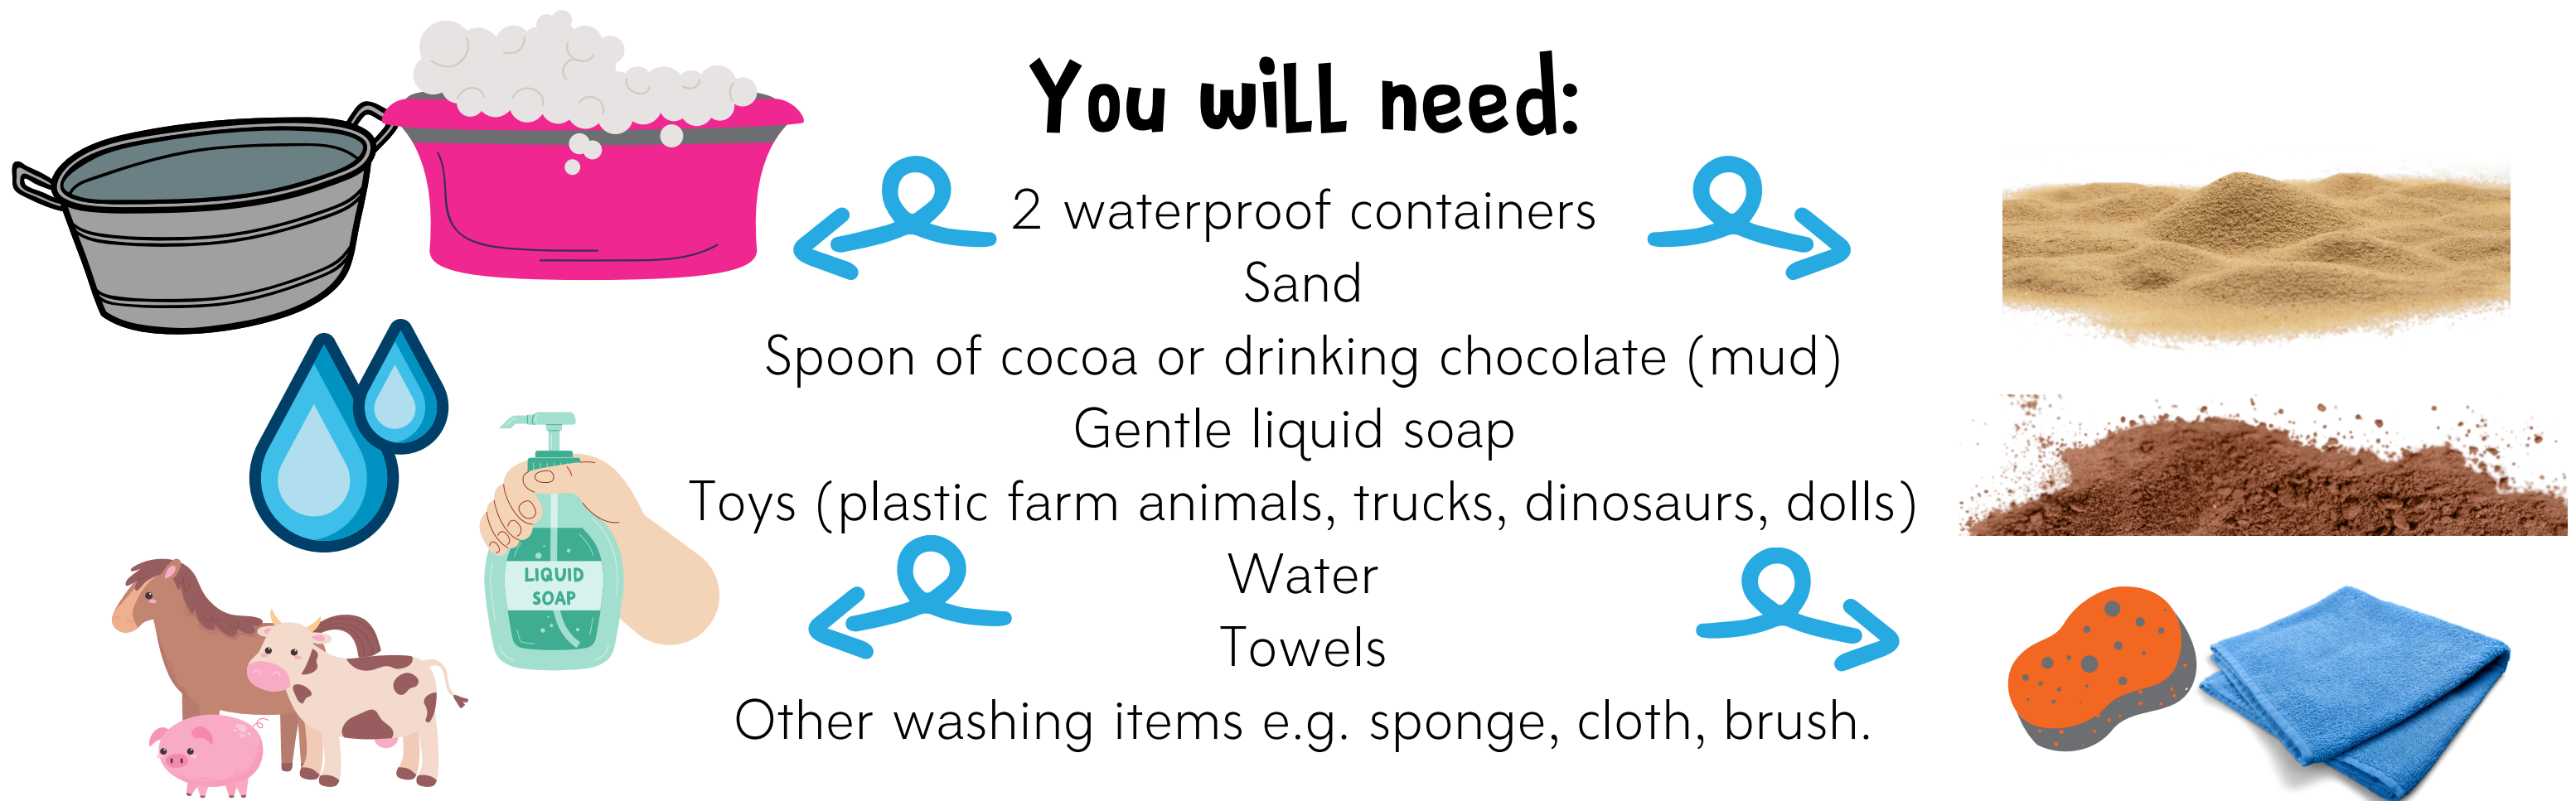 You will need:
2 waterproof containers
Sand
Spoon of cocoa or drinking chocolate (mud)
Gentle liquid soap
Toys (plastic farm animals, trucks, dinosaurs, dolls)
Water
Towels
Other washing items e.g. sponge, cloth, brush.
LIQUID
SOAP